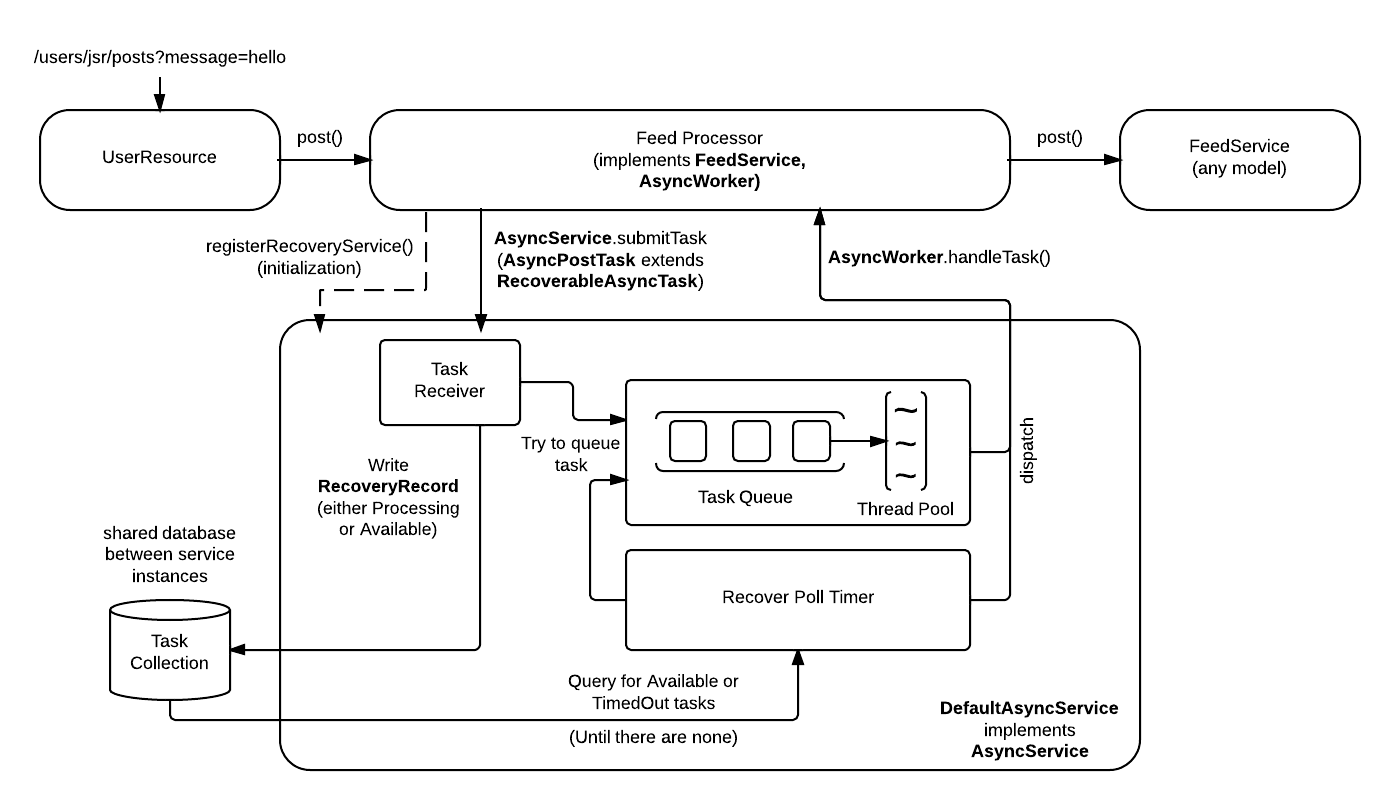 /users/jsr/posts?message=hello
UserResource
post()
Feed Processor
(implements FeedService,
AsyncWorker)
post()
FeedService
(any model)
registerRecoveryService()
(initialization)
AsyncService.submitTask
(AsyncPostTask extends
RecoverableAsyncTask)
AsyncWorker.handleTask()
Task
Receiver
Try to queue
task
Task Queue
Thread Pool
dispatch
Write
RecoveryRecord
(either Processing
or Available)
shared database
between service
instances
Task
Collection
Recover Poll Timer
Query for Available or
TimedOut tasks
(Until there are none)
DefaultAsyncService
implements
AsyncService